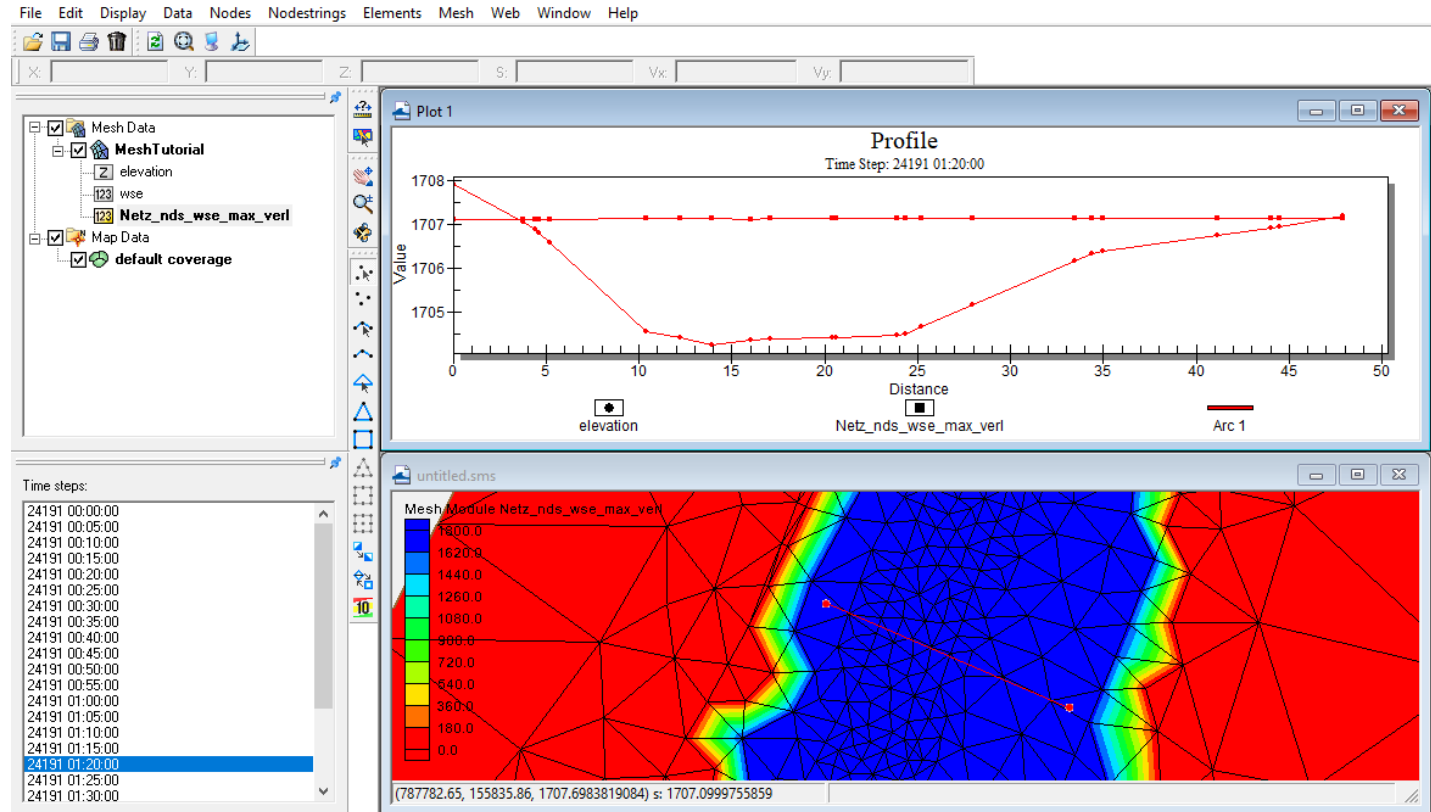 File Edit Display Data Nodes Nodestrings Elements Mesh Web Window Help
X: Y: Z: S: Vx: Vy:
Mesh Data
MeshTutorial
Z elevation
123 wse
123 Netz_nds_wse_max_verl
Map Data
default coverage
10
Plot 1
Profile
Time Step: 24191 01:20:00
Value
1708
1707
1706
1705
0 5 10 15 20 25 30 35 40 45 50
Distance
elevation Netz_nds_wse_max_verl Arc 1
Time steps:
24191 00:00:00
24191 00:05:00
24191 00:10:00
24191 00:15:00
24191 00:20:00
24191 00:25:00
24191 00:30:00
24191 00:35:00
24191 00:40:00
24191 00:45:00
24191 00:50:00
24191 00:55:00
24191 01:00:00
24191 01:05:00
24191 01:10:00
24191 01:15:00
24191 01:20:00
24191 01:25:00
24191 01:30:00
untitled.sms
Mesh Module Netz_nds_wse_max_verl
1800.0
1620.0
1440.0
1260.0
1080.0
900.0
720.0
540.0
360.0
180.0
0.0
(787782.65, 155835.86, 1707.6983819084) s: 1707.0999755859